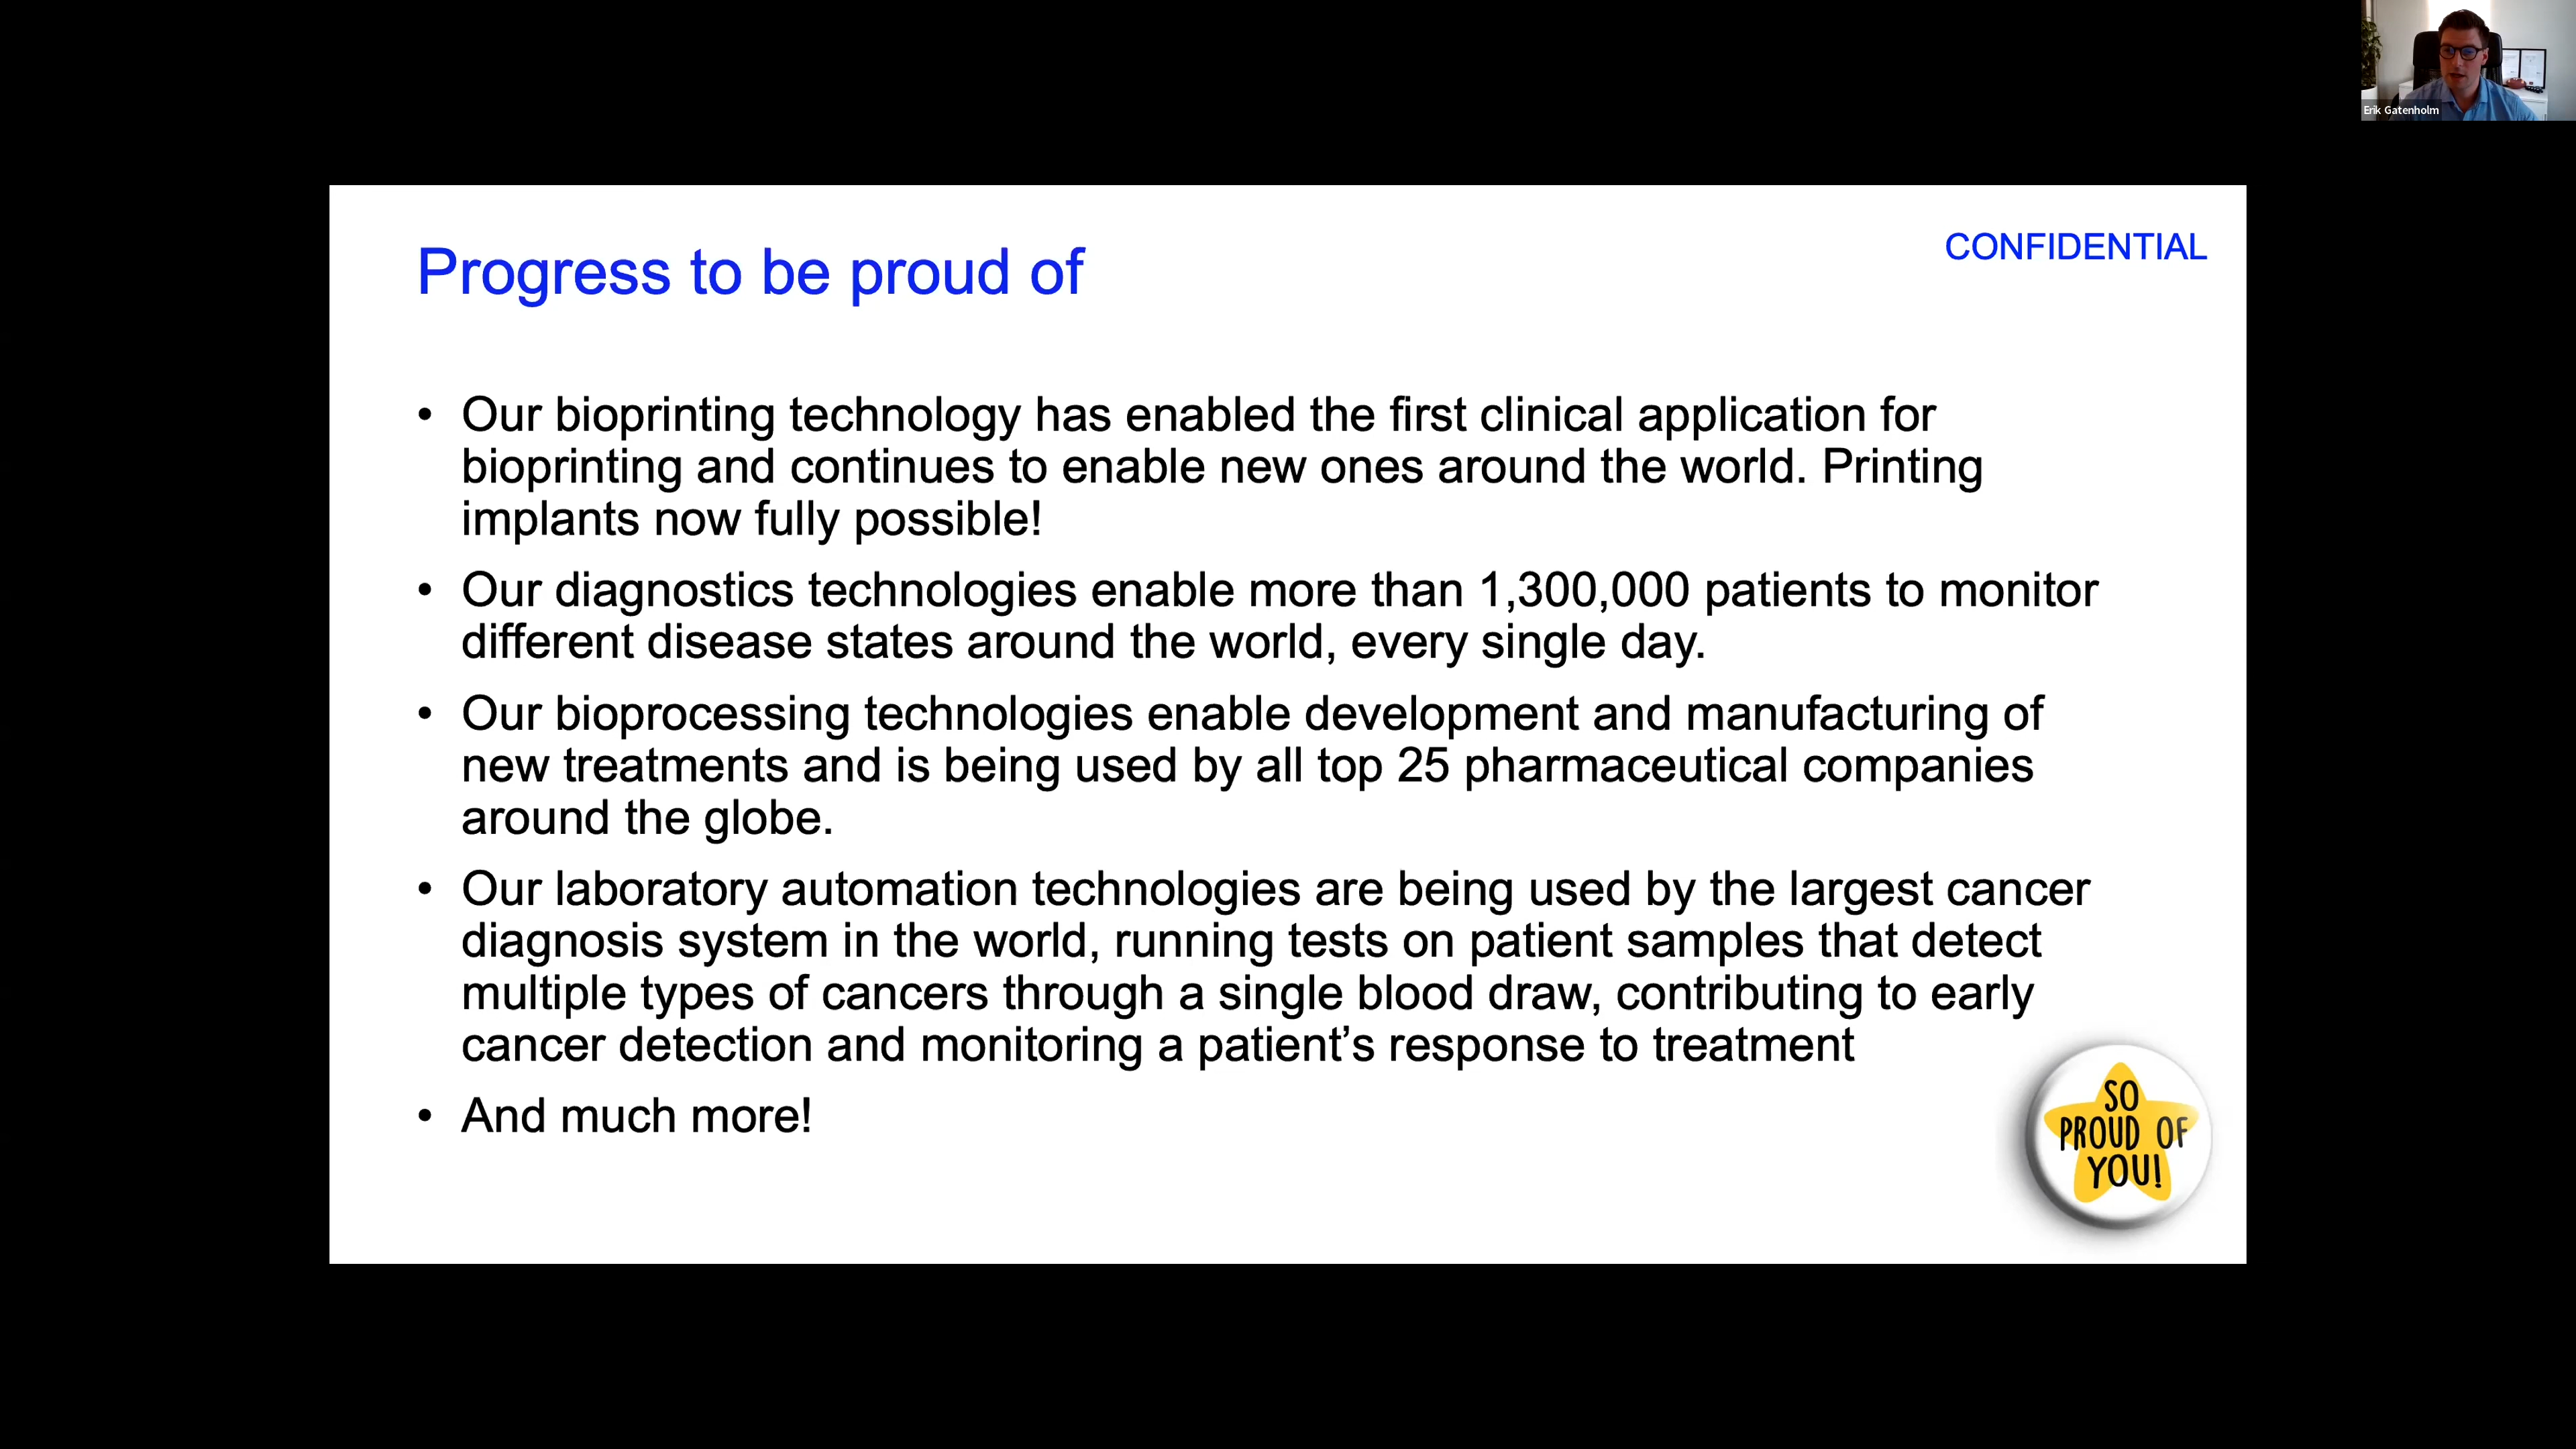 Erik Gatenholm
CONFIDENTIAL
Progress to be proud of
• Our bioprinting technology has enabled the first clinical application for
bioprinting and continues to enable new ones around the world. Printing
implants now fully possible!
• Our diagnostics technologies enable more than 1,300,000 patients to monitor
different disease states around the world, every single day.
• Our bioprocessing technologies enable development and manufacturing of
new treatments and is being used by all top 25 pharmaceutical companies
around the globe.
• Our laboratory automation technologies are being used by the largest cancer
diagnosis system in the world, running tests on patient samples that detect
multiple types of cancers through a single blood draw, contributing to early
cancer detection and monitoring a patient’s response to treatment
• And much more!
SO
PROUD OF
YOU!